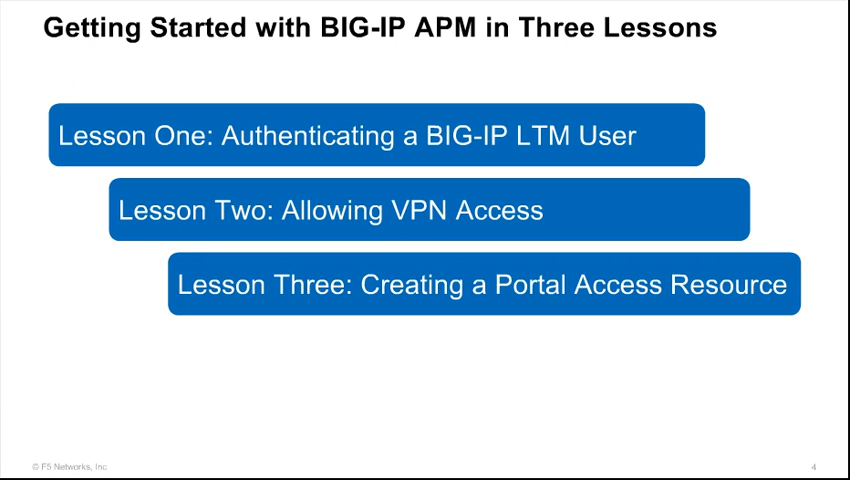 Getting Started with BIG-IP APM in Three Lessons
Lesson One: Authenticating a BIG-IP LTM User
Lesson Two: Allowing VPN Access
Lesson Three: Creating a Portal Access Resource
© F5 Networks, Inc
4